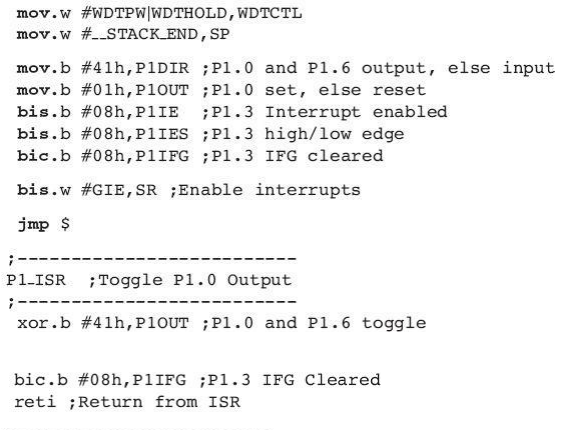 mov.w #WDTPW|WDTHOLD,WDTCTL
mov.w #__STACK_END,SP
mov.b #41h,P1DIR ;P1.0 and P1.6 output, else input
mov.b #01h,P1OUT ;P1.0 set, else reset
bis.b #08h,P1IE ;P1.3 Interrupt enabled
bis.b #08h,P1IES ;P1.3 high/low edge
bic.b #08h,P1IFG ;P1.3 IFG cleared
bis.w #GIE,SR ;Enable interrupts
jmp $
;--------------------------
P1_ISR ;Toggle P1.0 Output
;--------------------------
xor.b #41h,P1OUT ;P1.0 and P1.6 toggle
bic.b #08h,P1IFG ;P1.3 IFG Cleared
reti ;Return from ISR